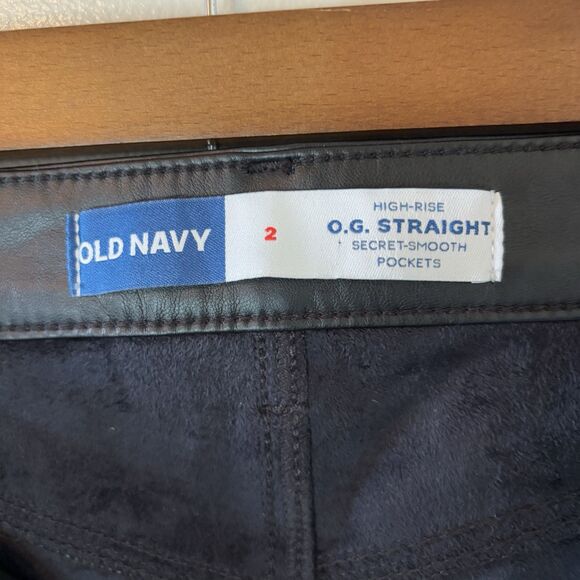 OLD NAVY
2
HIGH-RISE
O.G. STRAIGHT
SECRET-SMOOTH
POCKETS